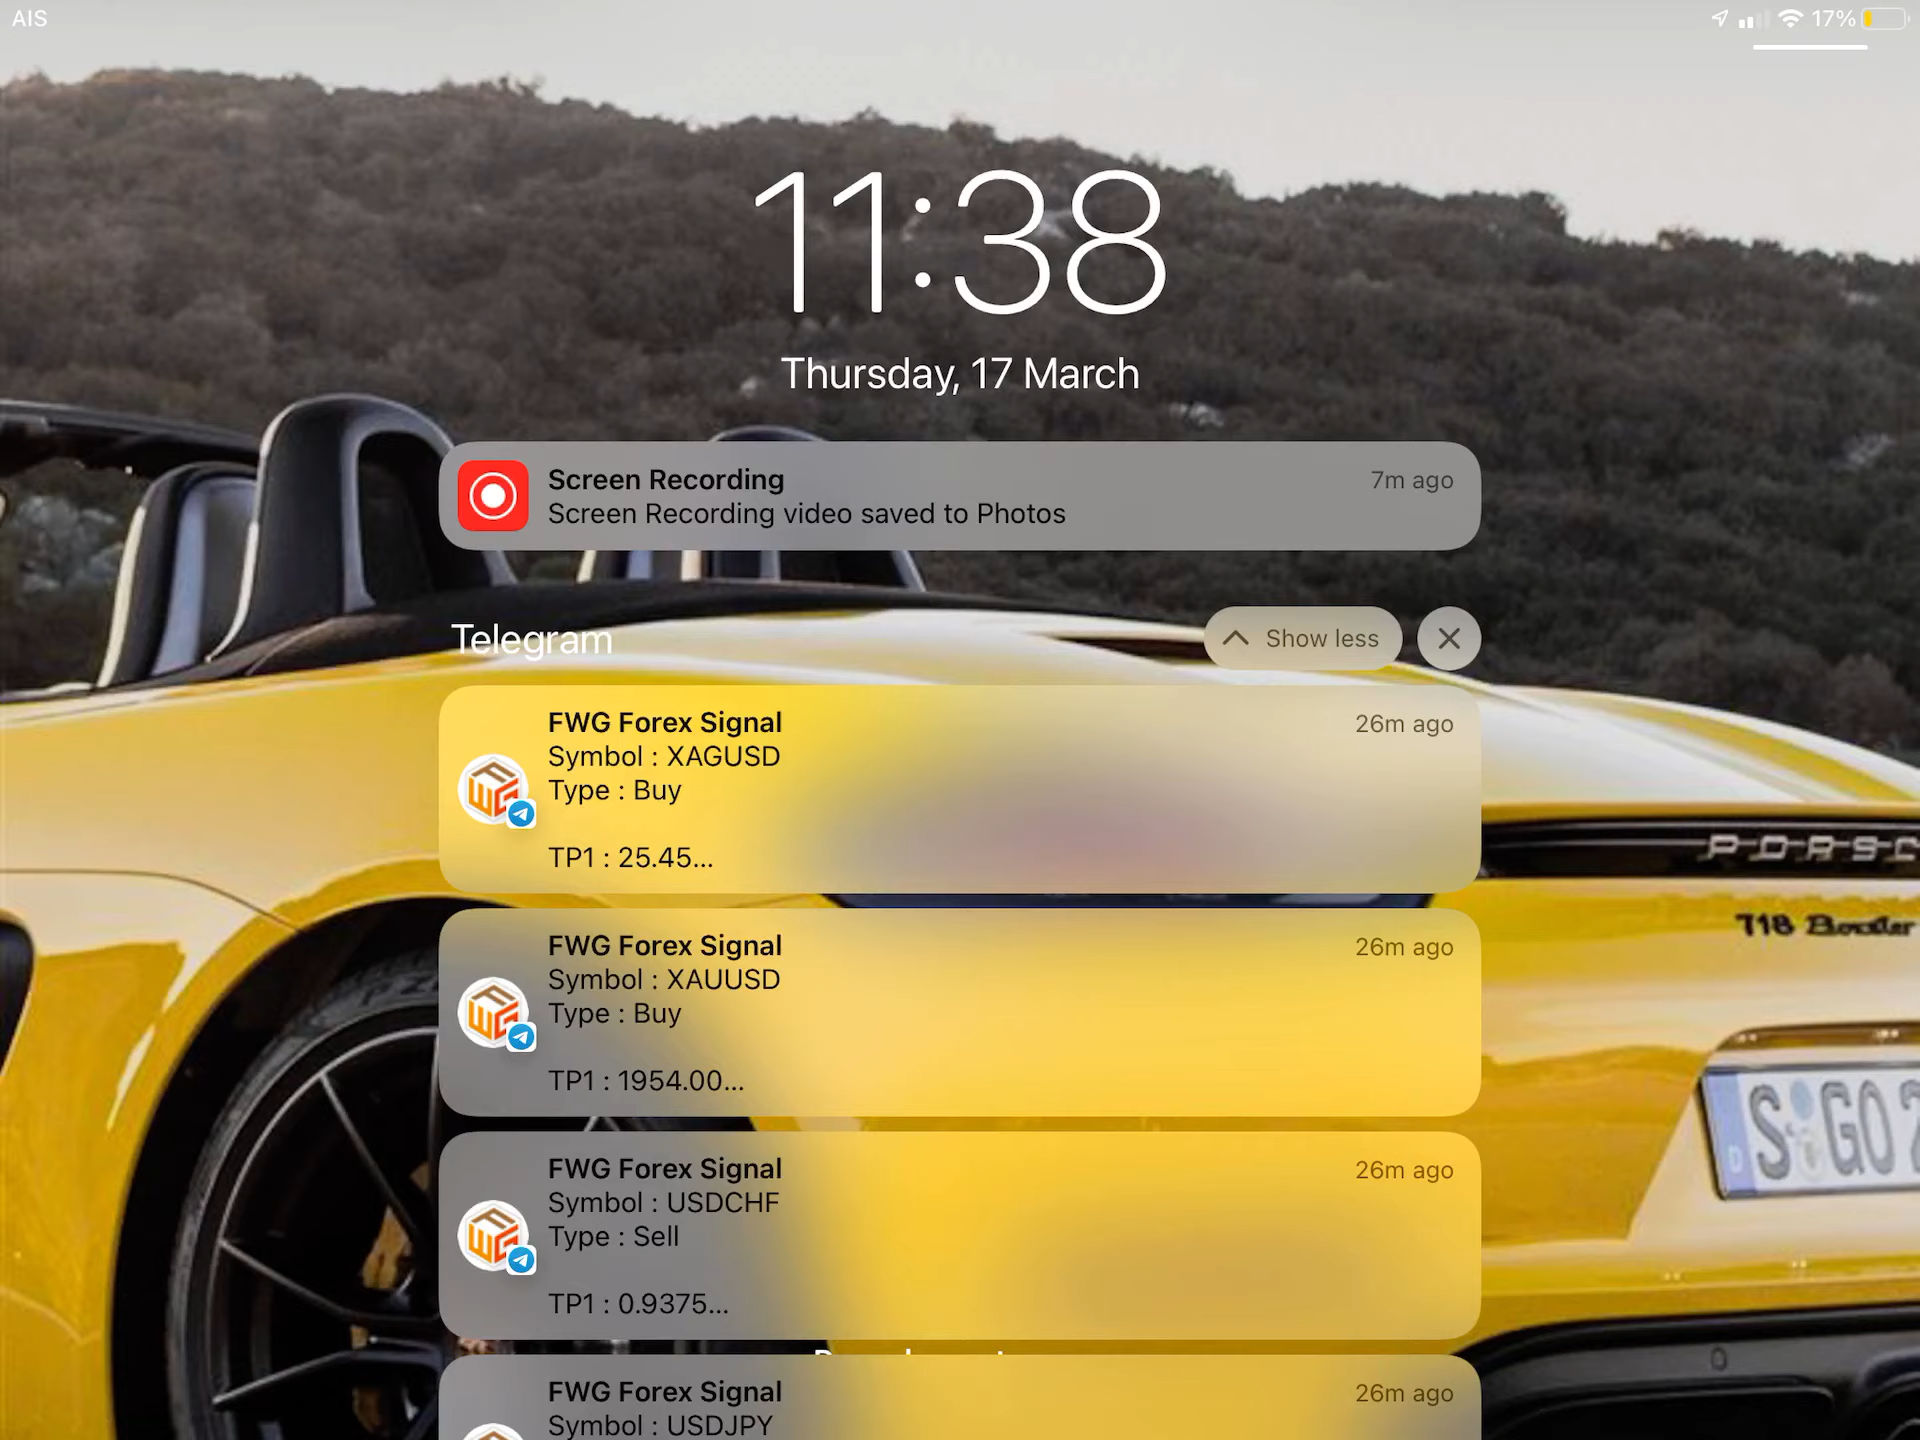 AIS
17%
11:38
Thursday, 17 March
Screen Recording
7m ago
Screen Recording video saved to Photos
Telegram
Show less
FWG Forex Signal
26m ago
Symbol : XAGUSD
Type : Buy
TP1 : 25.45...
PORSC
718 Boxster
FWG Forex Signal
26m ago
Symbol : XAUUSD
Type : Buy
TP1 : 1954.00...
S GO 2
FWG Forex Signal
26m ago
Symbol : USDCHF
Type : Sell
TP1 : 0.9375...
FWG Forex Signal
26m ago
Symbol : USDJPY